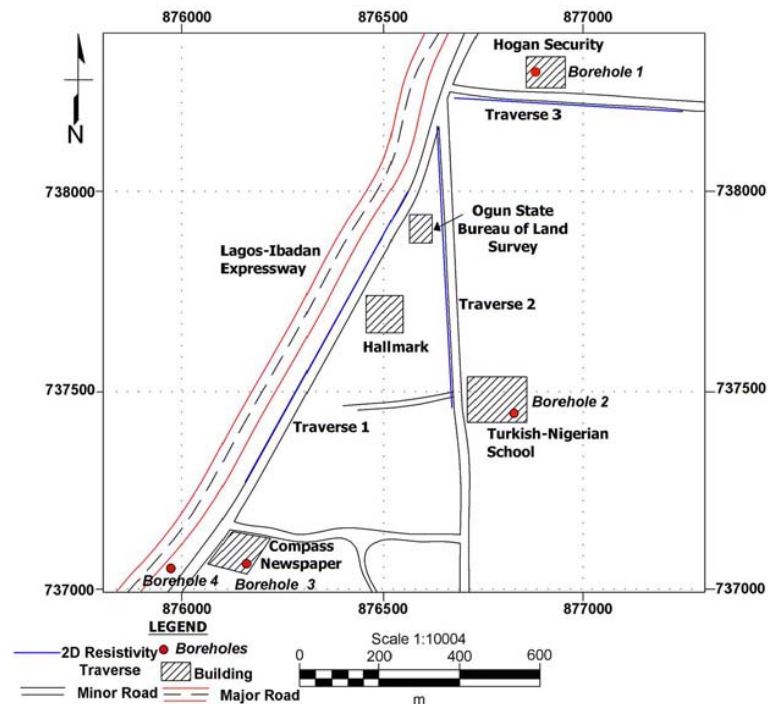 876000
876500
877000
Hogan Security
Borehole 1
Traverse 3
N
738000
738000
Ogun State
Bureau of Land
Survey
Lagos-Ibadan
Expressway
Traverse 2
Hallmark
737500
737500
Borehole 2
Traverse 1
Turkish-Nigerian
School
Compass
Newspaper
Borehole 4
Borehole 3
737000
737000
876000
876500
877000
LEGEND
2D Resistivity
Traverse
Boreholes
Building
Minor Road
Major Road
Scale 1:10004
0 200 400 600
m